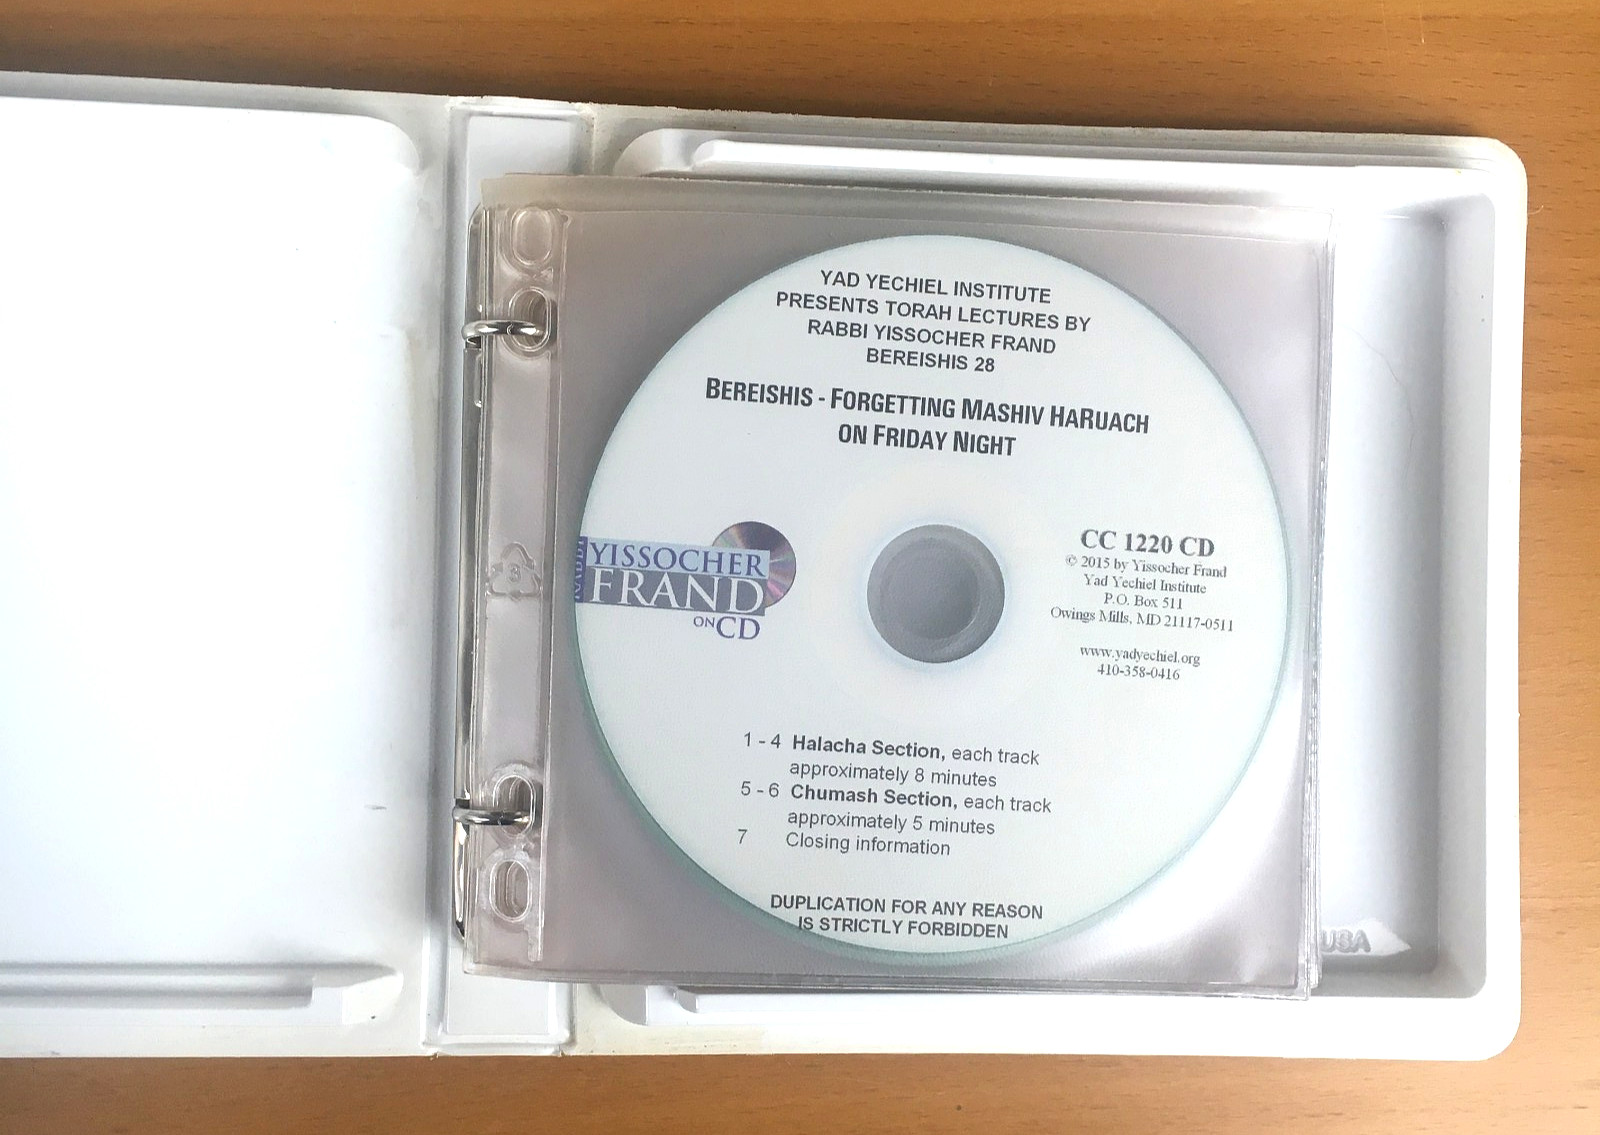 YAD YECHIEL INSTITUTE
PRESENTS TORAH LECTURES BY
RABBI YISSOCHER FRAND
BEREISHIS 28
BEREISHIS - FORGETTING MASHIV HARUACH
ON FRIDAY NIGHT
RABBI
YISSOCHER
FRAND
ON CD
CC 1220 CD
© 2015 by Yissocher Frand
Yad Yechiel Institute
P.O. Box 511
Owings Mills, MD 21117-0511
www.yadyechiel.org
410-358-0416
1 - 4 Halacha Section, each track
approximately 8 minutes
5 - 6 Chumash Section, each track
approximately 5 minutes
7 Closing information
DUPLICATION FOR ANY REASON
IS STRICTLY FORBIDDEN
3
USA